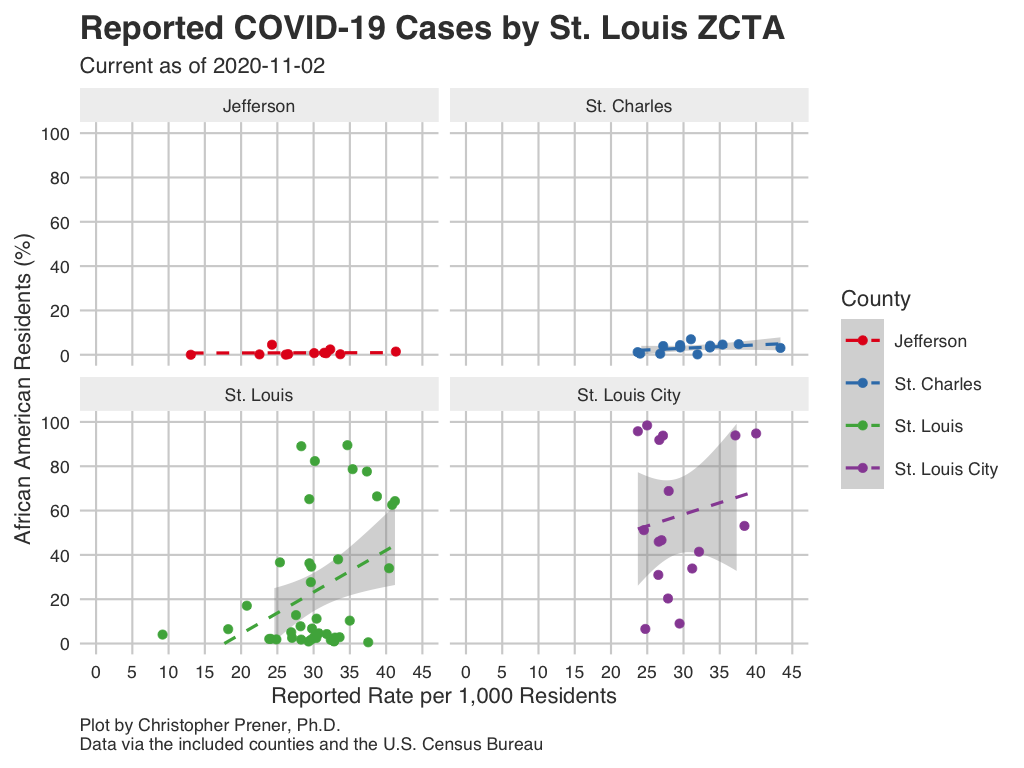 Reported COVID-19 Cases by St. Louis ZCTA
Current as of 2020-11-02
Jefferson
St. Charles
100
80
60
40
20
0
St. Louis
St. Louis City
100
80
60
40
20
0
African American Residents (%)
0 5 10 15 20 25 30 35 40 45
0 5 10 15 20 25 30 35 40 45
Reported Rate per 1,000 Residents
County
Jefferson
St. Charles
St. Louis
St. Louis City
Plot by Christopher Prener, Ph.D.
Data via the included counties and the U.S. Census Bureau